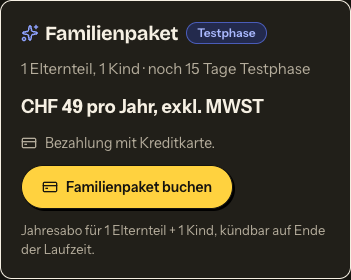 Familienpaket Testphase
1 Elternteil, 1 Kind · noch 15 Tage Testphase
CHF 49 pro Jahr, exkl. MWST
Bezahlung mit Kreditkarte.
Familienpaket buchen
Jahresabo für 1 Elternteil + 1 Kind, kündbar auf Ende
der Laufzeit.